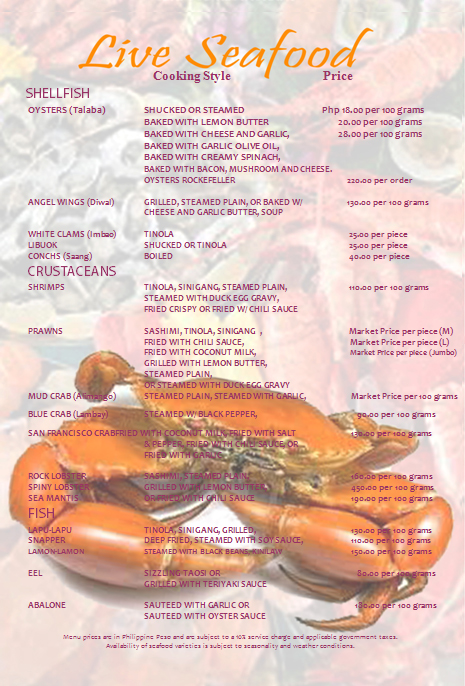 Live Seafood
Cooking Style Price
SHELLFISH
OYSTERS (Talaba) SHUCKED OR STEAMED Php 18.00 per 100 grams
BAKED WITH LEMON BUTTER 20.00 per 100 grams
BAKED WITH CHEESE AND GARLIC, 28.00 per 100 grams
BAKED WITH GARLIC OLIVE OIL,
BAKED WITH CREAMY SPINACH,
BAKED WITH BACON, MUSHROOM AND CHEESE.
OYSTERS ROCKEFELLER 220.00 per order
ANGEL WINGS (Diwal) GRILLED, STEAMED PLAIN, OR BAKED W/ 130.00 per 100 grams
CHEESE AND GARLIC BUTTER, SOUP
WHITE CLAMS (Imbao) TINOLA 25.00 per piece
LIBUOK SHUCKED OR TINOLA 25.00 per piece
CONCHS (Saang) BOILED 40.00 per piece
CRUSTACEANS
SHRIMPS TINOLA, SINIGANG, STEAMED PLAIN, 110.00 per 100 grams
STEAMED WITH DUCK EGG GRAVY,
FRIED CRISPY OR FRIED W/ CHILI SAUCE
PRAWNS SASHIMI, TINOLA, SINIGANG , Market Price per piece (M)
FRIED WITH CHILI SAUCE, Market Price per piece (L)
FRIED WITH COCONUT MILK, Market Price per piece (Jumbo)
GRILLED WITH LEMON BUTTER,
STEAMED PLAIN,
OR STEAMED WITH DUCK EGG GRAVY
MUD CRAB (Alimango) STEAMED PLAIN, STEAMED WITH GARLIC, Market Price per 100 grams
BLUE CRAB (Lambay) STEAMED W/ BLACK PEPPER, 90.00 per 100 grams
SAN FRANCISCO CRAB FRIED WITH COCONUT MILK, FRIED WITH SALT 130.00 per 100 grams
& PEPPER, FRIED WITH CHILI SAUCE, OR
FRIED WITH GARLIC
ROCK LOBSTER SASHIMI, STEAMED PLAIN, 180.00 per 100 grams
SPINY LOBSTER GRILLED WITH LEMON BUTTER, 450.00 per 100 grams
SEA MANTIS OR FRIED WITH CHILI SAUCE 190.00 per 100 grams
FISH
LAPU-LAPU TINOLA, SINIGANG, GRILLED, 130.00 per 100 grams
SNAPPER DEEP FRIED, STEAMED WITH SOY SAUCE, 110.00 per 100 grams
LAMON-LAMON STEAMED WITH BLACK BEANS, KINILAW 150.00 per 100 grams
EEL SIZZLING TAOSI OR 80.00 per 100 grams
GRILLED WITH TERIYAKI SAUCE
ABALONE SAUTEED WITH GARLIC OR 180.00 per 100 grams
SAUTEED WITH OYSTER SAUCE
Menu prices are in Philippine Peso and are subject to a 10% service charge and applicable government taxes.
Availability of seafood varieties is subject to seasonality and weather conditions.